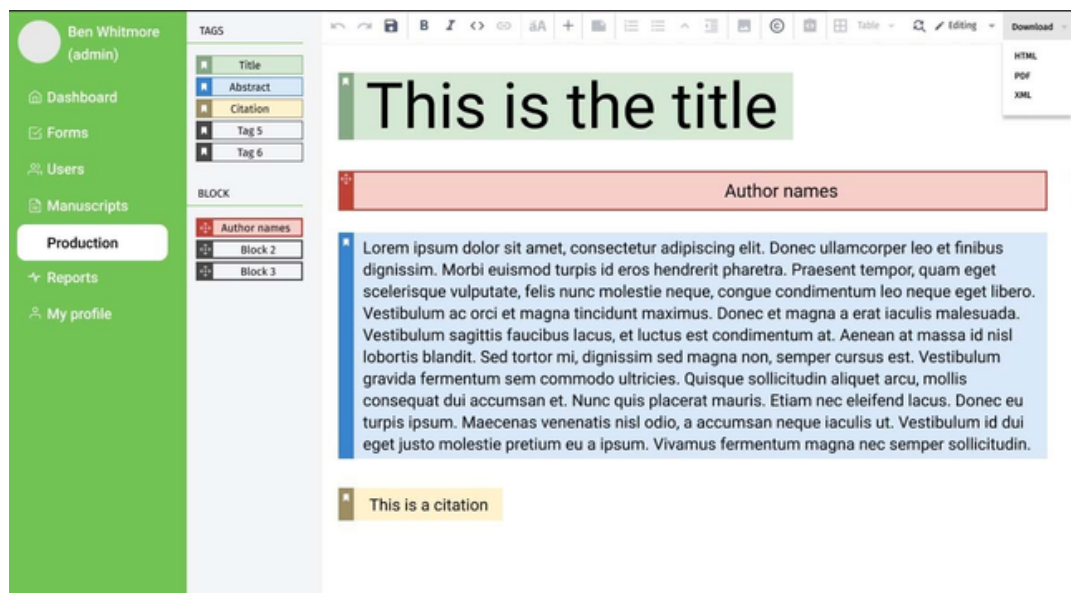 Ben Whitmore
(admin)
Dashboard
Forms
Users
Manuscripts
Production
Reports
My profile
TAGS
Title
Abstract
Citation
Tag 5
Tag 6
BLOCK
Author names
Block 2
Block 3
B I <> äA + © Table Editing Download
HTML
PDF
XML
This is the title
Author names
Lorem ipsum dolor sit amet, consectetur adipiscing elit. Donec ullamcorper leo et finibus
dignissim. Morbi euismod turpis id eros hendrerit pharetra. Praesent tempor, quam eget
scelerisque vulputate, felis nunc molestie neque, congue condimentum leo neque eget libero.
Vestibulum ac orci et magna tincidunt maximus. Donec et magna a erat iaculis malesuada.
Vestibulum sagittis faucibus lacus, et luctus est condimentum at. Aenean at massa id nisl
lobortis blandit. Sed tortor mi, dignissim sed magna non, semper cursus est. Vestibulum
gravida fermentum sem commodo ultricies. Quisque sollicitudin aliquet arcu, mollis
consequat dui accumsan et. Nunc quis placerat mauris. Etiam nec eleifend lacus. Donec eu
turpis ipsum. Maecenas venenatis nisl odio, a accumsan neque iaculis ut. Vestibulum id dui
eget justo molestie pretium eu a ipsum. Vivamus fermentum magna nec semper sollicitudin.
This is a citation